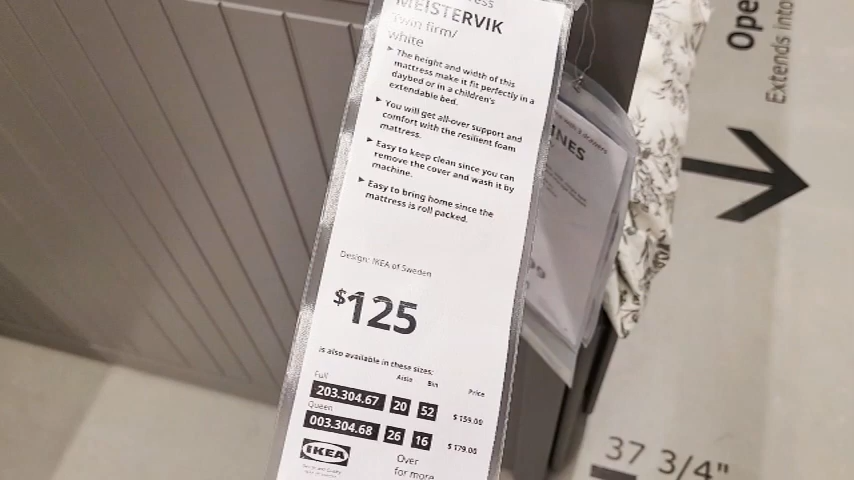 MEISTERVIK
Twin firm/
white
▸ The height and width of this
mattress make it fit perfectly in a
daybed or in a children's
extendable bed.
▸ You will get all-over support and
comfort with the resilient foam
mattress.
▸ Easy to keep clean since you can
remove the cover and wash it by
machine.
▸ Easy to bring home since the
mattress is roll packed.
Design: IKEA of Sweden
$125
is also available in these sizes:
Aisle Bin Price
Full
203.304.67 20 52 $159.00
Queen
003.304.68 26 16 $179.00
IKEA
Over
for more
with 2 drawers
NES
Ope
Extends into
37 3/4"